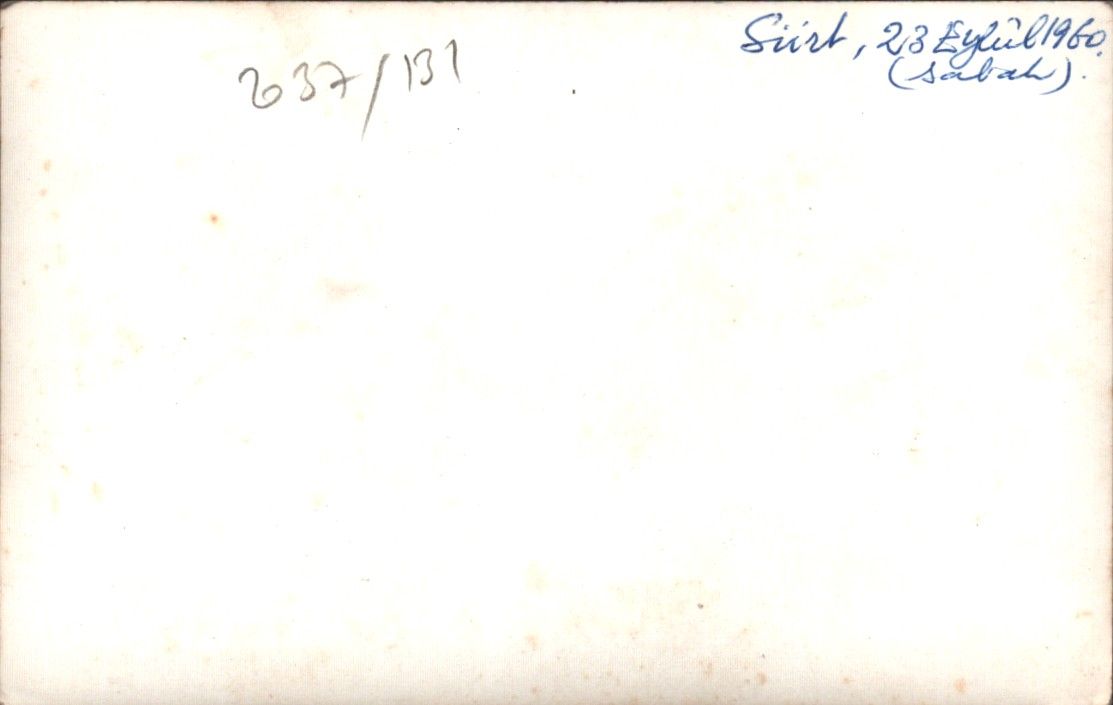 Siirt, 23 Eylül 1960.
(sabah).
237/131